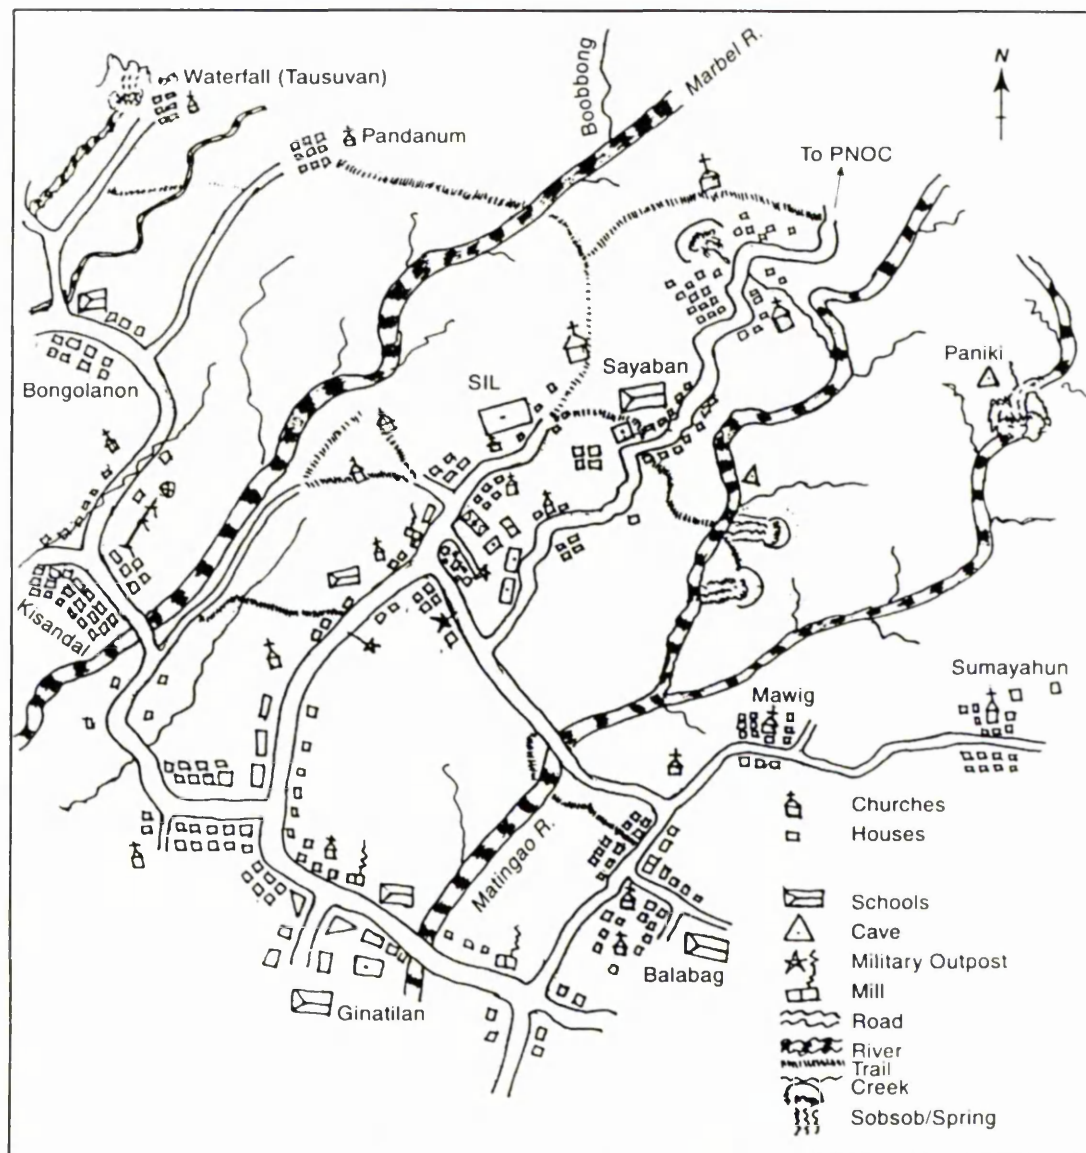 Waterfall (Tausuvan)
Pandanum
Boobbong
Marbel R.
N
To PNOC
Bongolanon
SIL
Sayaban
Paniki
Kisandal
Mawig
Sumayahun
Matingao R.
Balabag
Ginatilan
Churches
Houses
Schools
Cave
Military Outpost
Mill
Road
River
Trail
Creek
Sobsob/Spring